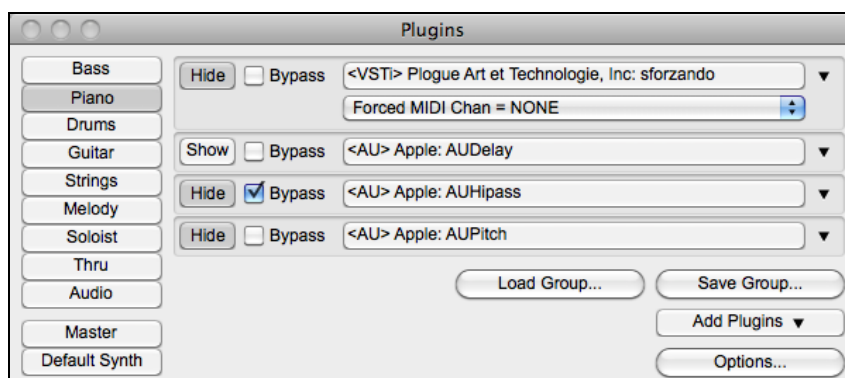 Plugins
Bass
Piano
Drums
Guitar
Strings
Melody
Soloist
Thru
Audio
Master
Default Synth
Hide Bypass <VSTi> Plogue Art et Technologie, Inc: sforzando
Forced MIDI Chan = NONE
Show Bypass <AU> Apple: AUDelay
Hide Bypass <AU> Apple: AUHipass
Hide Bypass <AU> Apple: AUPitch
Load Group... Save Group...
Add Plugins
Options...